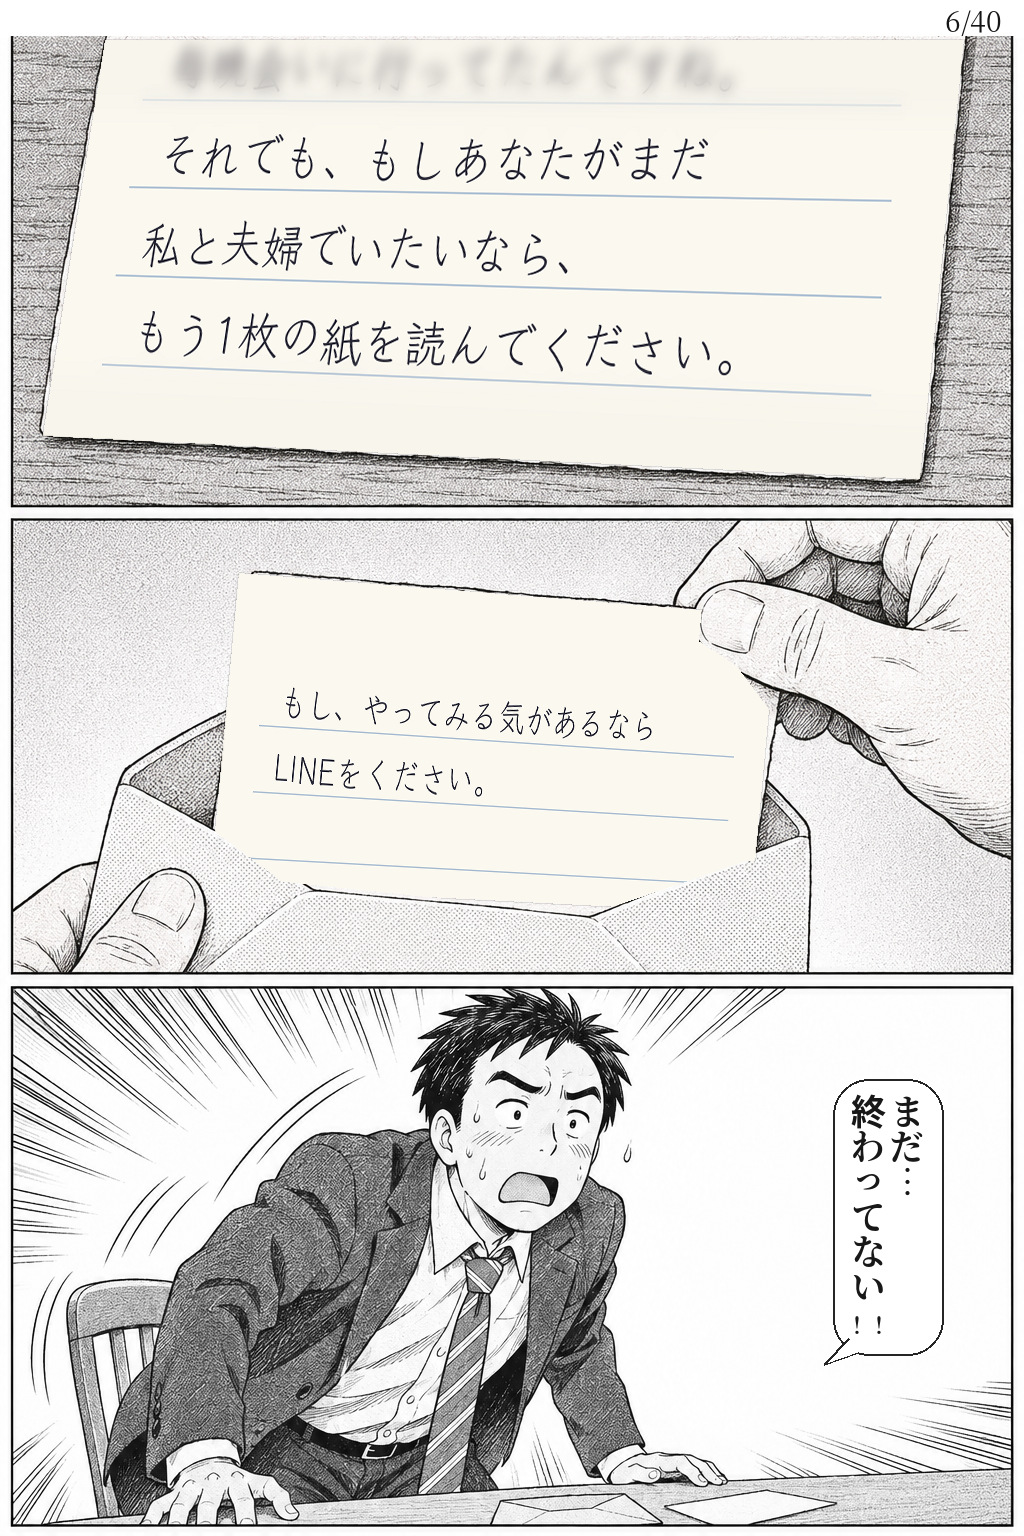 6/40
それでも、もしあなたがまだ
私と夫婦でいたいなら、
もう1枚の紙を読んでください。
もし、やってみる気があるなら
LINEをください。
まだ…
終わってない!!